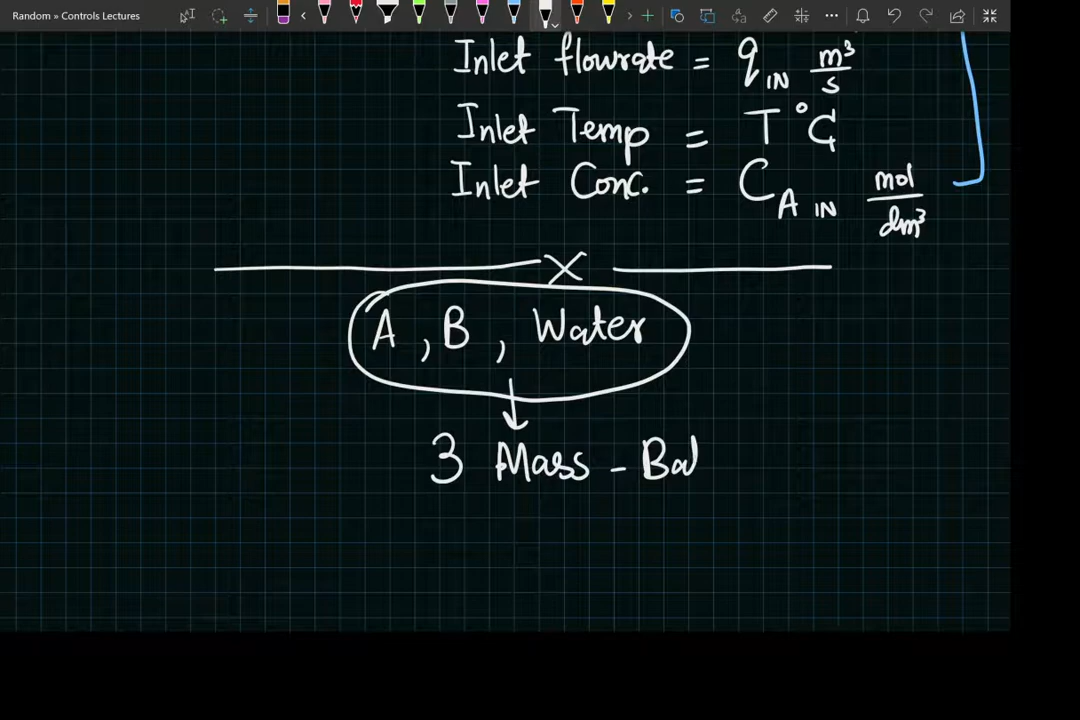 Random » Controls Lectures
Inlet flowrate = q IN m³/s
Inlet Temp = T °C
Inlet Conc. = C A IN mol/dm³
A , B , Water
3 Mass - Bal